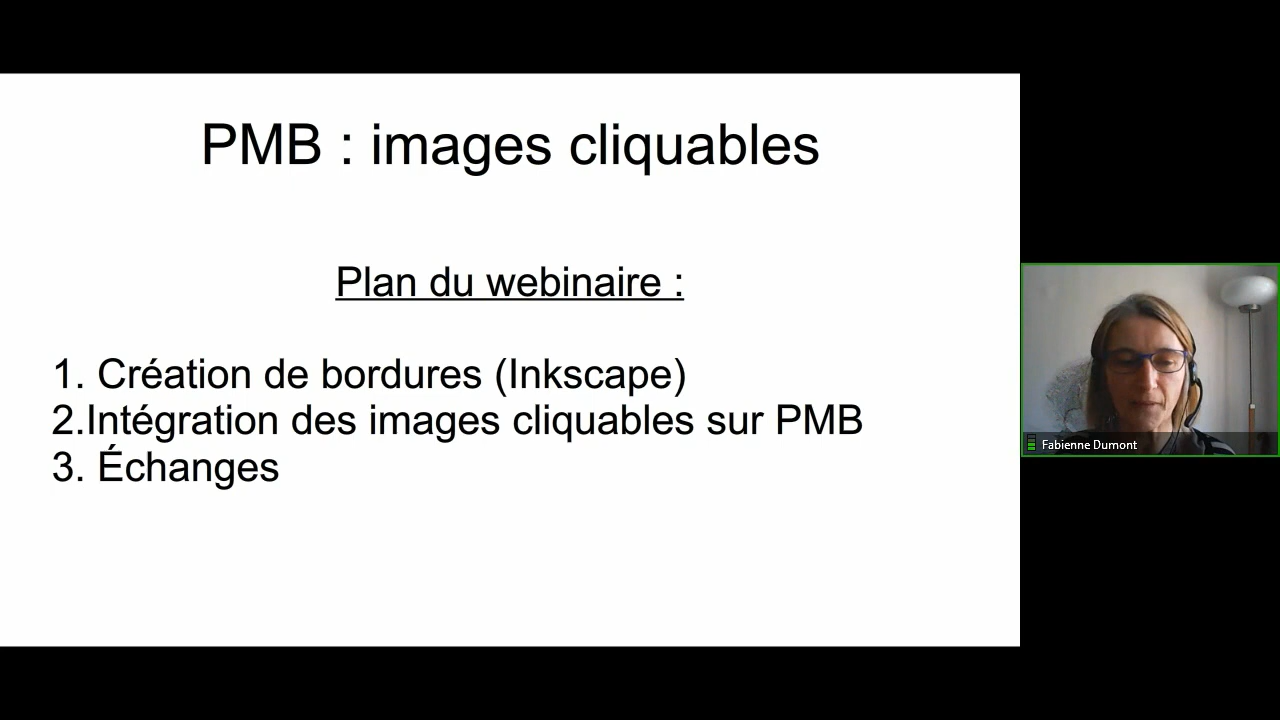 PMB : images cliquables
Plan du webinaire :
1. Création de bordures (Inkscape)
2.Intégration des images cliquables sur PMB
3. Échanges
Fabienne Dumont